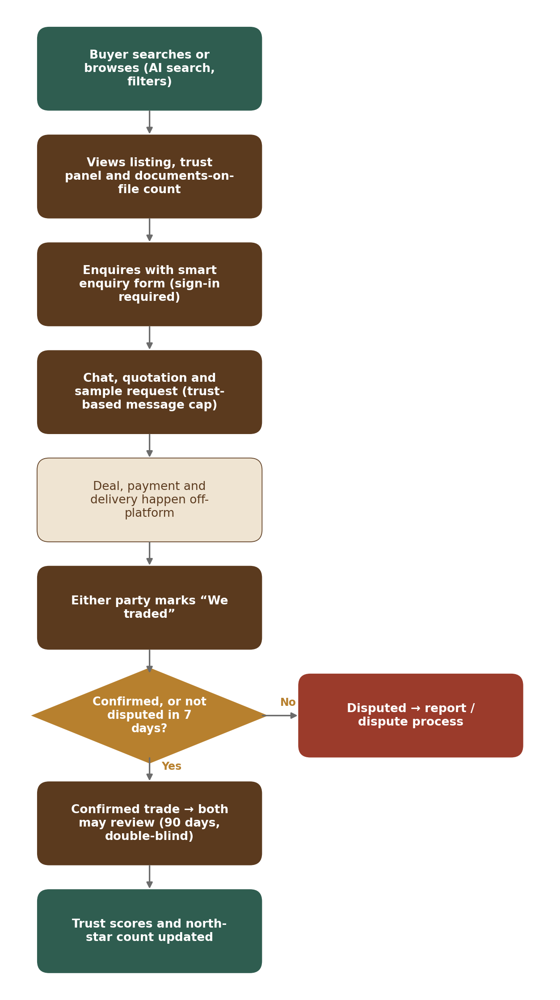 Buyer searches or
browses (AI search,
filters)
Views listing, trust
panel and documents-on-
file count
Enquires with smart
enquiry form (sign-in
required)
Chat, quotation and
sample request (trust-
based message cap)
Deal, payment and
delivery happen off-
platform
Either party marks “We
traded”
Confirmed, or not
disputed in 7
days?
No
Disputed → report /
dispute process
Yes
Confirmed trade → both
may review (90 days,
double-blind)
Trust scores and north-
star count updated